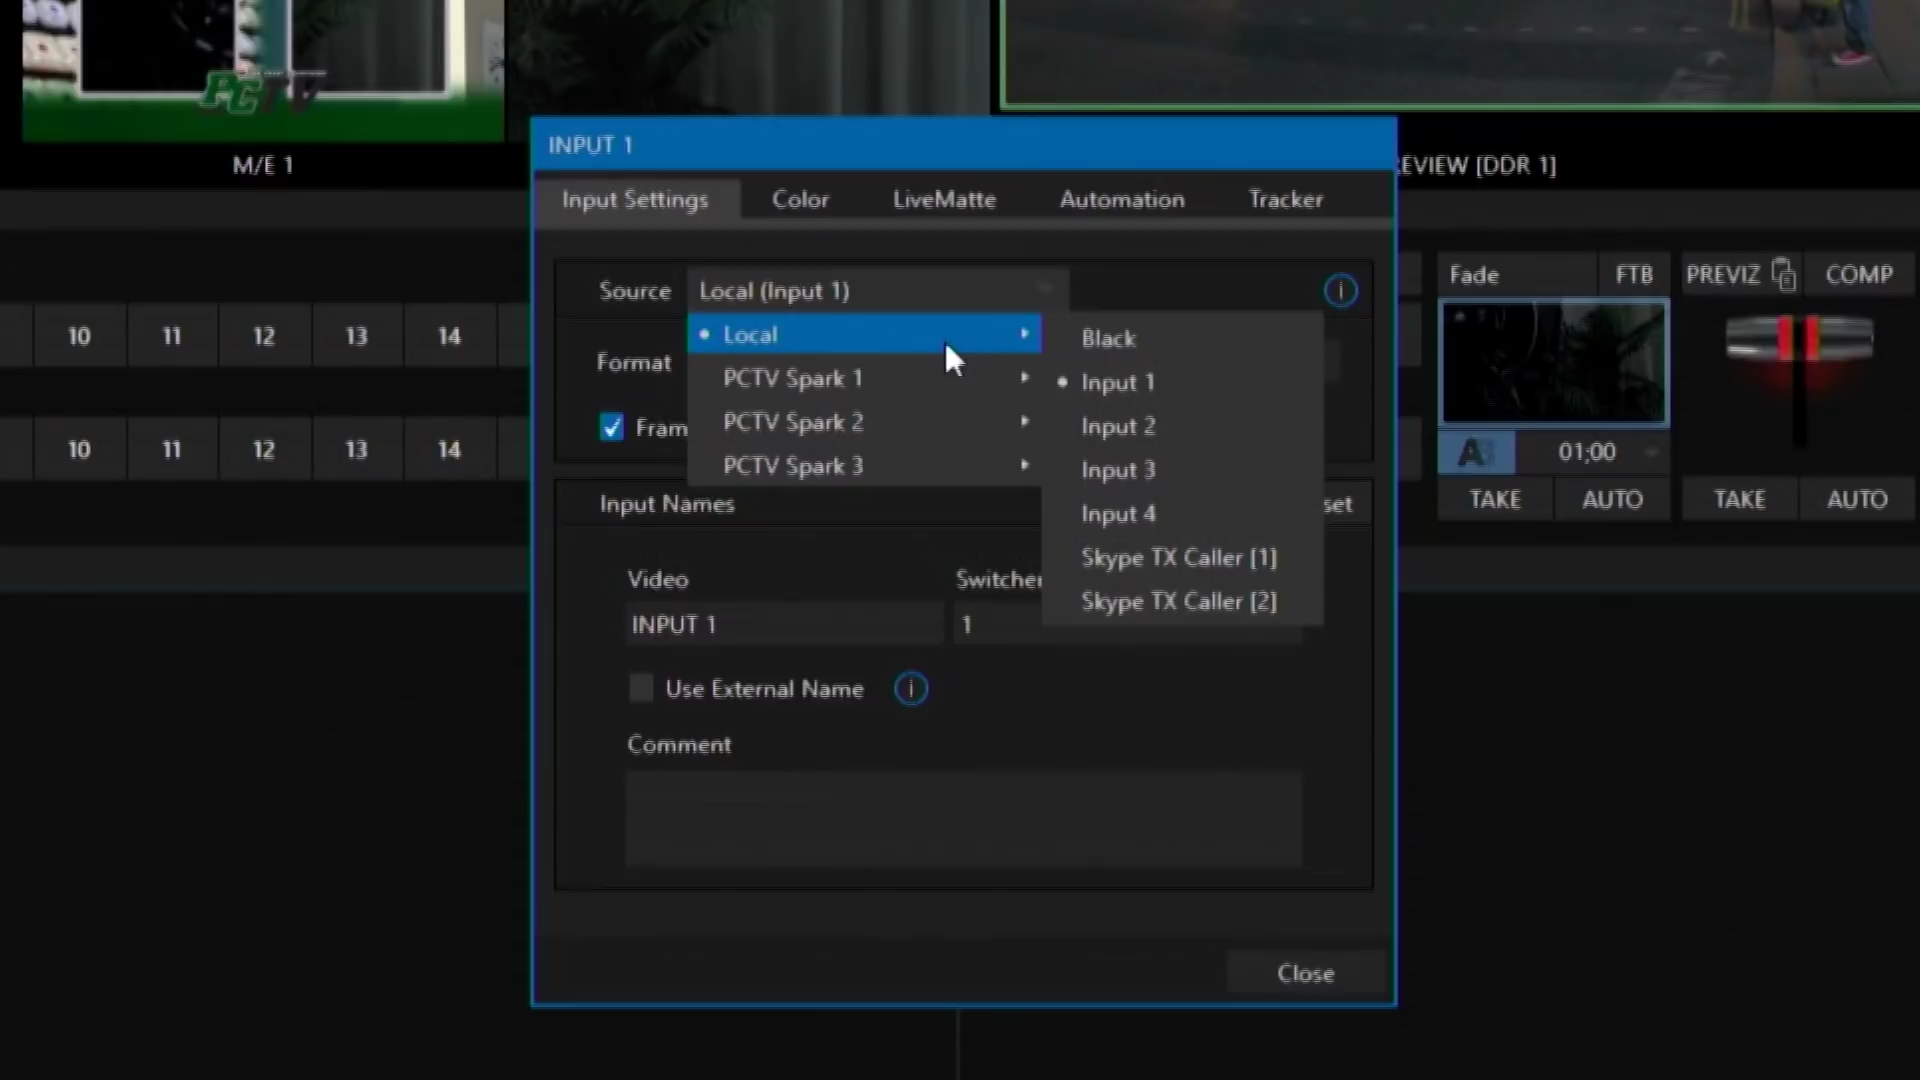 PCTV
M/E 1
EVIEW [DDR 1]
INPUT 1
Input Settings
Color
LiveMatte
Automation
Tracker
Source
Local (Input 1)
i
Local
PCTV Spark 1
PCTV Spark 2
PCTV Spark 3
Black
Input 1
Input 2
Input 3
Input 4
Skype TX Caller [1]
Skype TX Caller [2]
Format
Fram
Input Names
set
Video
Switcher
INPUT 1
1
Use External Name
i
Comment
Close
10 11 12 13 14
10 11 12 13 14
Fade
FTB
PREVIZ
COMP
01;00
TAKE
AUTO
TAKE
AUTO